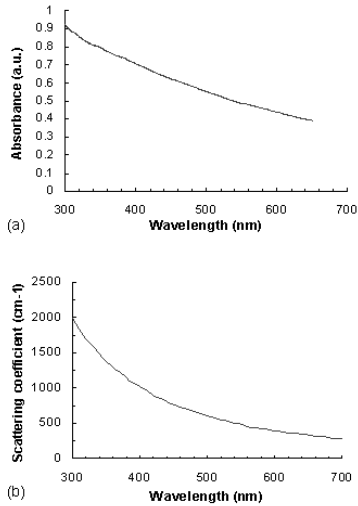 1
0.9
0.8
0.7
0.6
0.5
0.4
0.3
0.2
0.1
0
Absorbance (a.u.)
300 400 500 600 700
Wavelength (nm)
(a)
2500
2000
1500
1000
500
0
Scattering coefficient (cm-1)
300 400 500 600 700
Wavelength (nm)
(b)